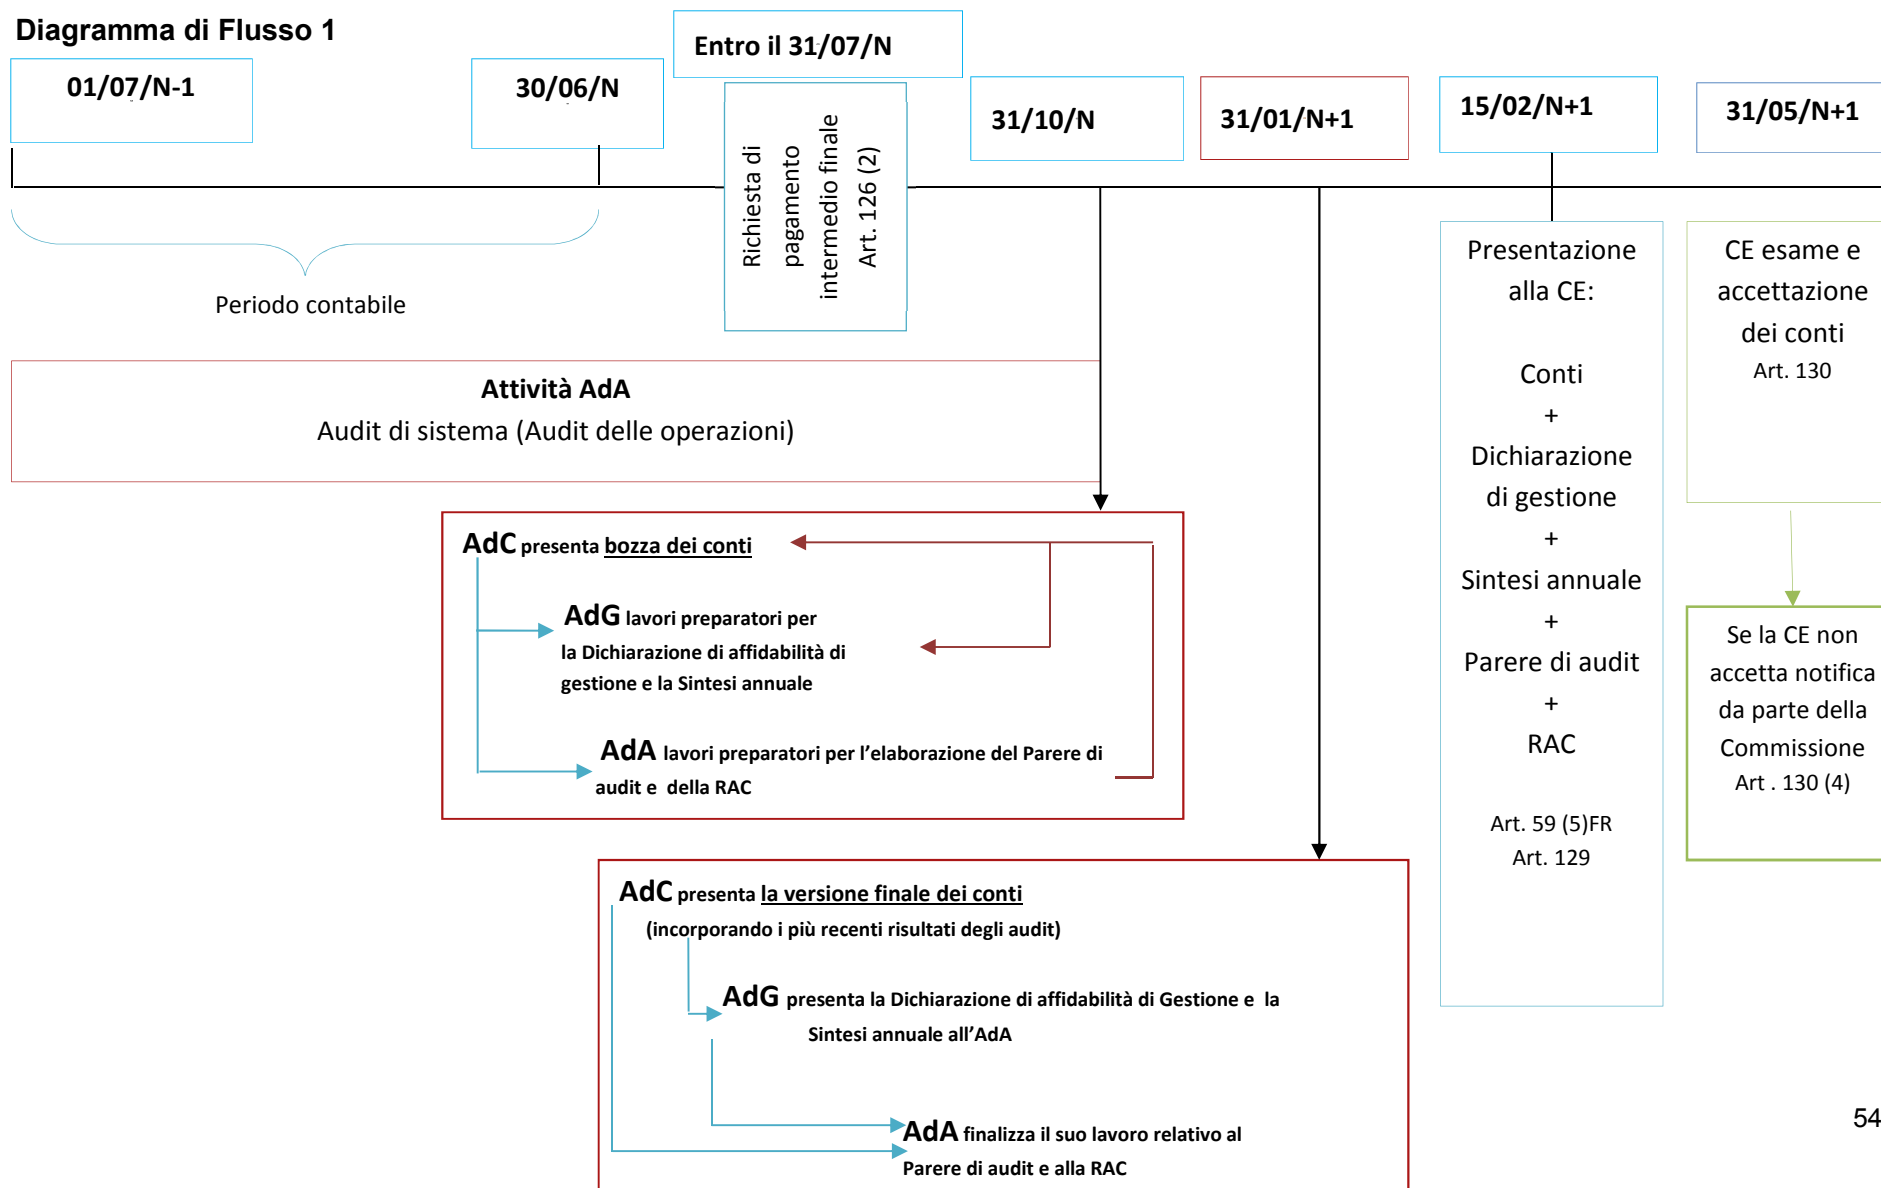 Diagramma di Flusso 1
01/07/N-1
30/06/N
Entro il 31/07/N
31/10/N
31/01/N+1
15/02/N+1
31/05/N+1
Richiesta di
pagamento
intermedio finale
Art. 126 (2)
Periodo contabile
Attività AdA
Audit di sistema (Audit delle operazioni)
AdC presenta bozza dei conti
AdG lavori preparatori per
la Dichiarazione di affidabilità di
gestione e la Sintesi annuale
AdA lavori preparatori per l’elaborazione del Parere di
audit e della RAC
AdC presenta la versione finale dei conti
(incorporando i più recenti risultati degli audit)
AdG presenta la Dichiarazione di affidabilità di Gestione e la
Sintesi annuale all’AdA
AdA finalizza il suo lavoro relativo al
Parere di audit e alla RAC
Presentazione
alla CE:
Conti
+
Dichiarazione
di gestione
+
Sintesi annuale
+
Parere di audit
+
RAC
Art. 59 (5)FR
Art. 129
CE esame e
accettazione
dei conti
Art. 130
Se la CE non
accetta notifica
da parte della
Commissione
Art . 130 (4)
54